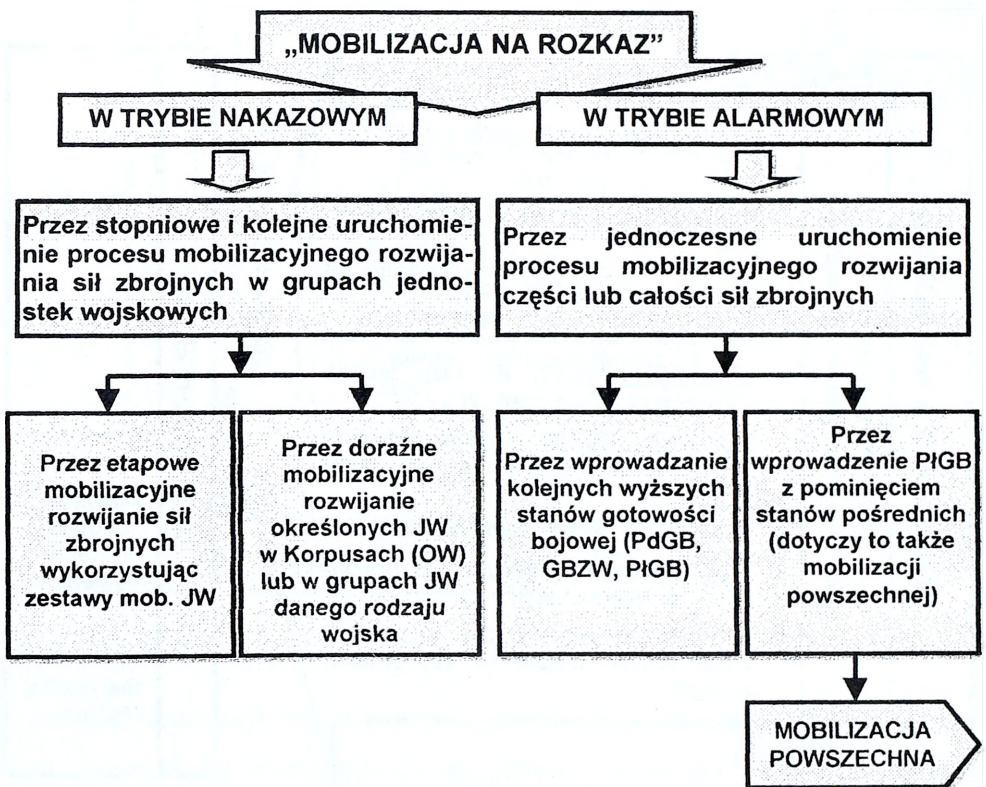 „MOBILIZACJA NA ROZKAZ”
W TRYBIE NAKAZOWYM
W TRYBIE ALARMOWYM
Przez stopniowe i kolejne uruchomie-
nie procesu mobilizacyjnego rozwija-
nia sił zbrojnych w grupach jedno-
stek wojskowych
Przez jednoczesne uruchomienie
procesu mobilizacyjnego rozwijania
części lub całości sił zbrojnych
Przez etapowe
mobilizacyjne
rozwijanie sił
zbrojnych
wykorzystując
zestawy mob. JW
Przez doraźne
mobilizacyjne
rozwijanie
określonych JW
w Korpusach (OW)
lub w grupach JW
danego rodzaju
wojska
Przez wprowadzanie
kolejnych wyższych
stanów gotowości
bojowej (PdGB,
GBZW, PłGB)
Przez
wprowadzenie PłGB
z pominięciem
stanów pośrednich
(dotyczy to także
mobilizacji
powszechnej)
MOBILIZACJA
POWSZECHNA